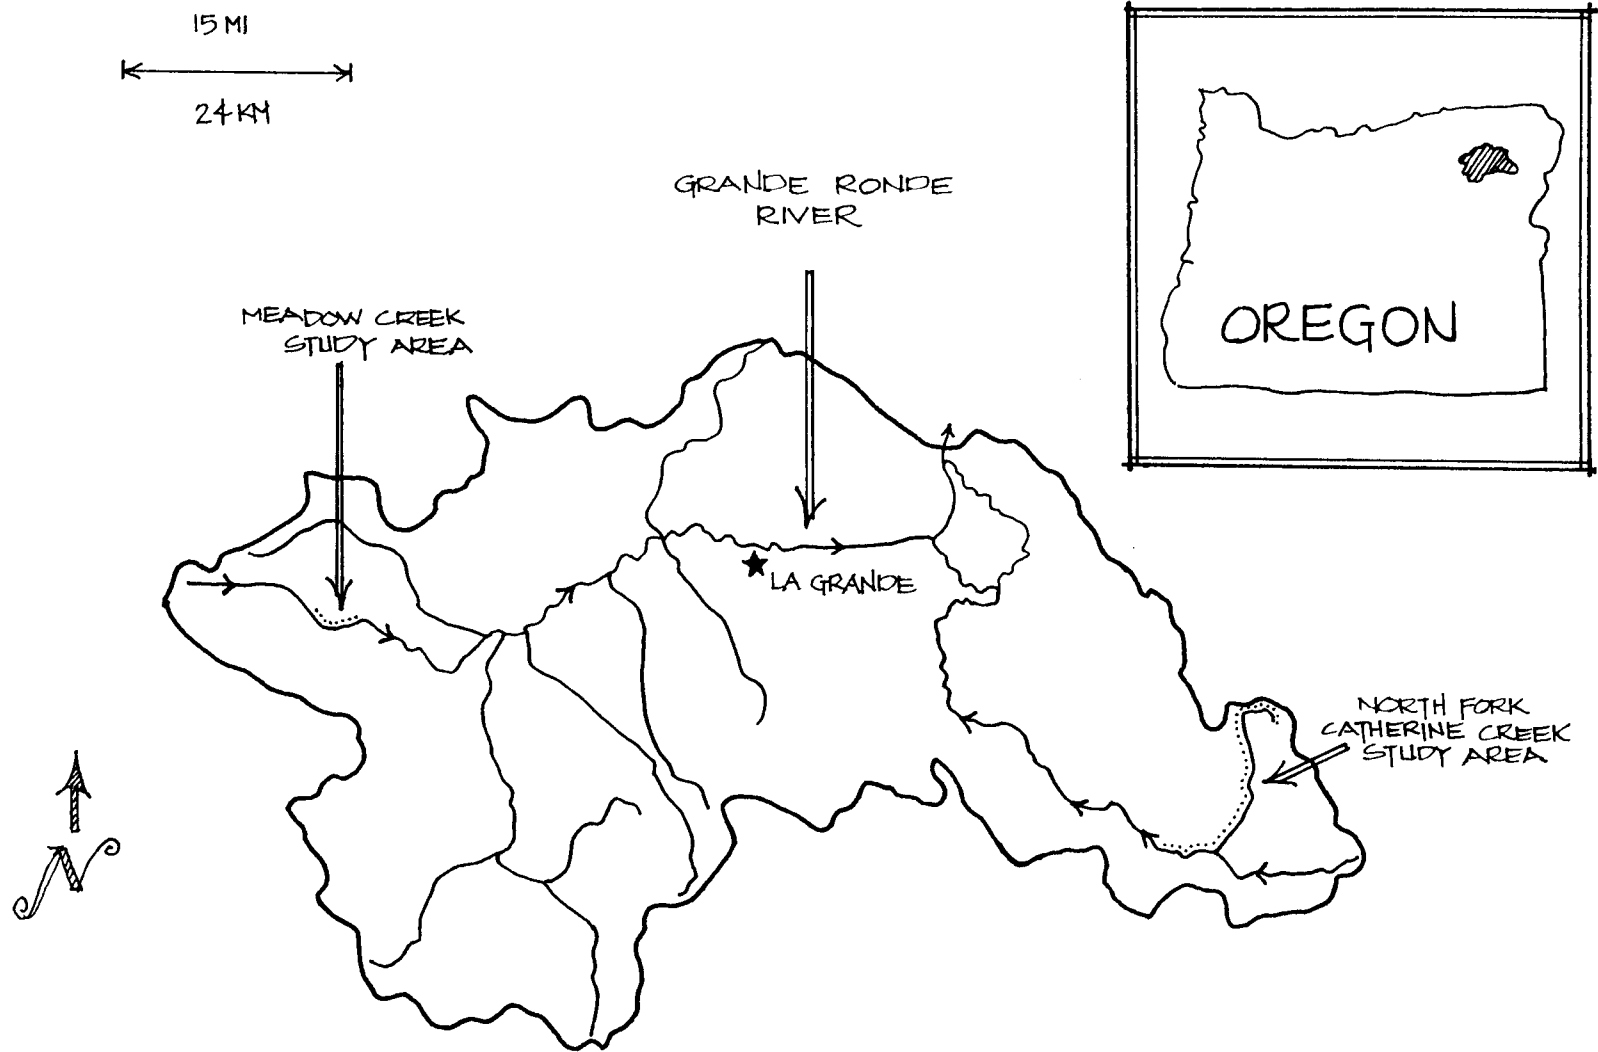 15 MI
24 KM
GRANDE RONDE
RIVER
OREGON
MEADOW CREEK
STUDY AREA
LA GRANDE
NORTH FORK
CATHERINE CREEK
STUDY AREA
N